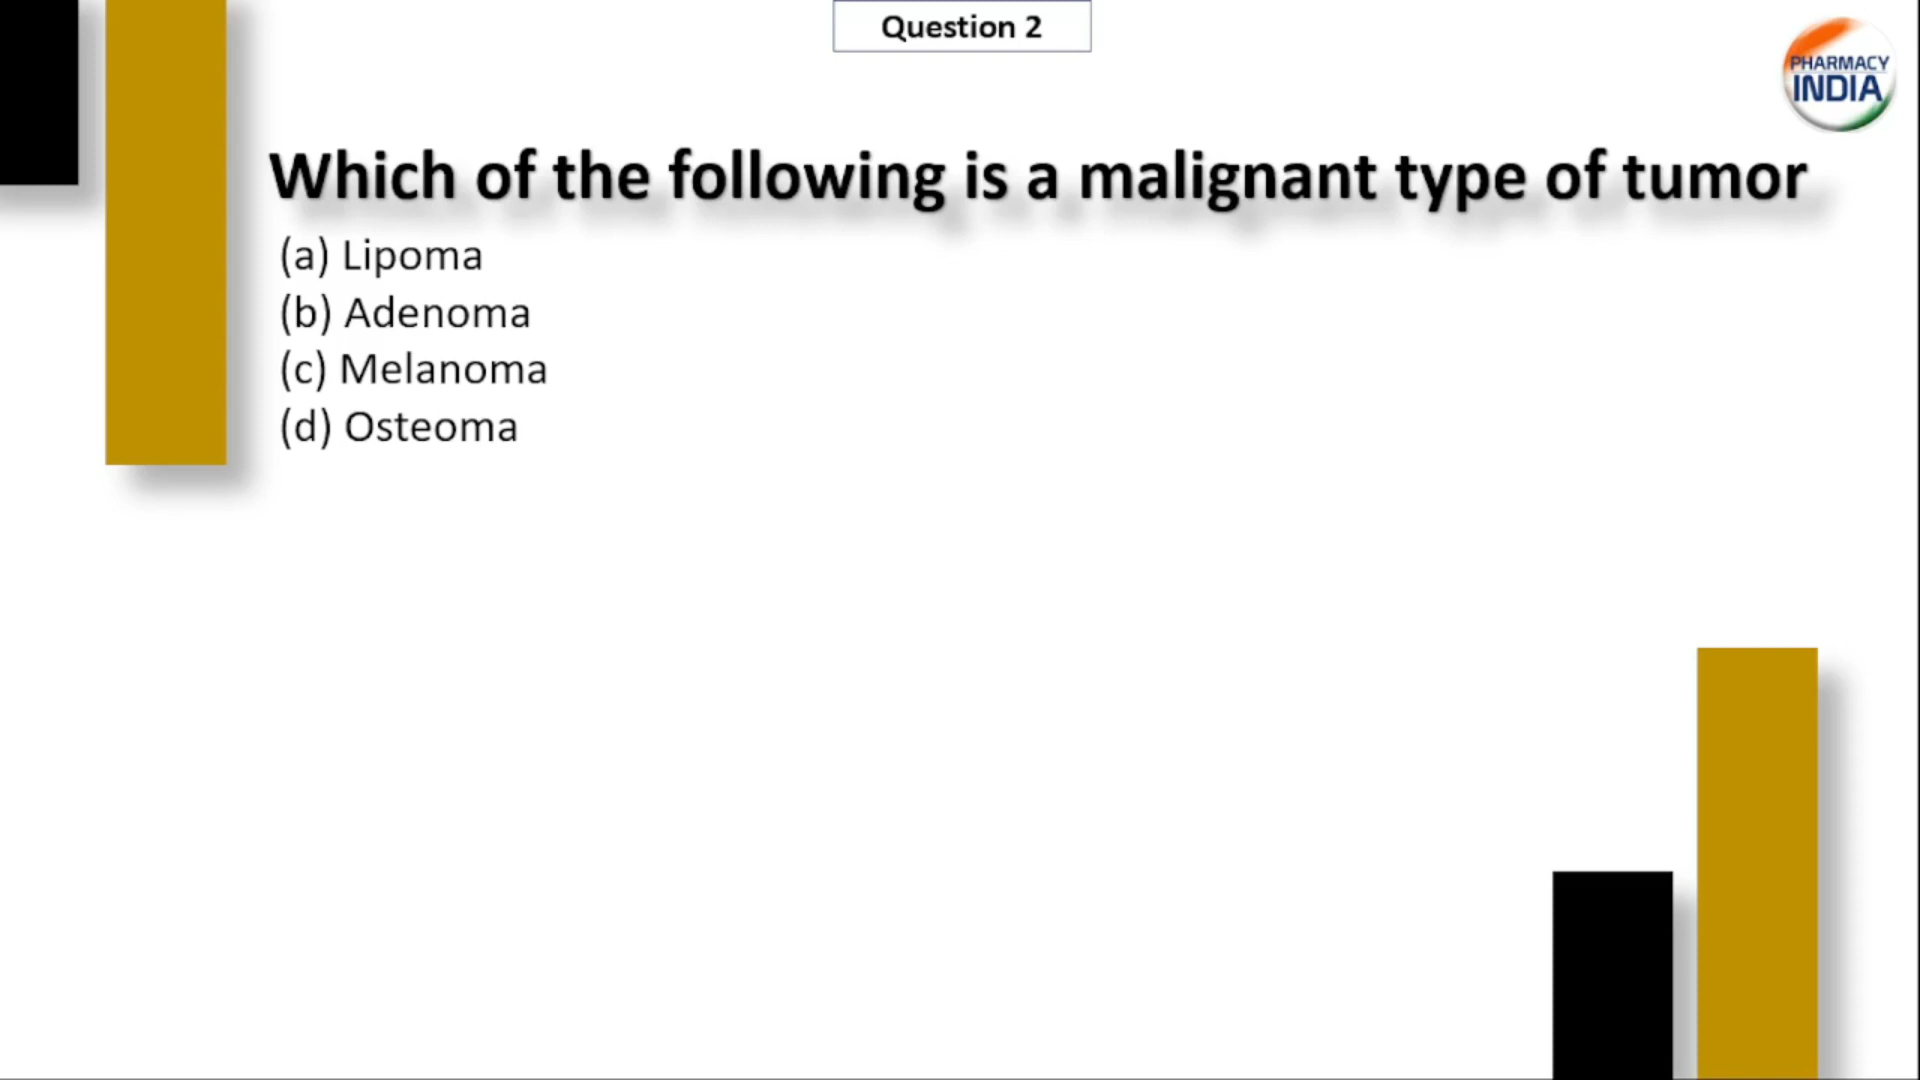 Question 2
PHARMACY
INDIA
Which of the following is a malignant type of tumor
(a) Lipoma
(b) Adenoma
(c) Melanoma
(d) Osteoma